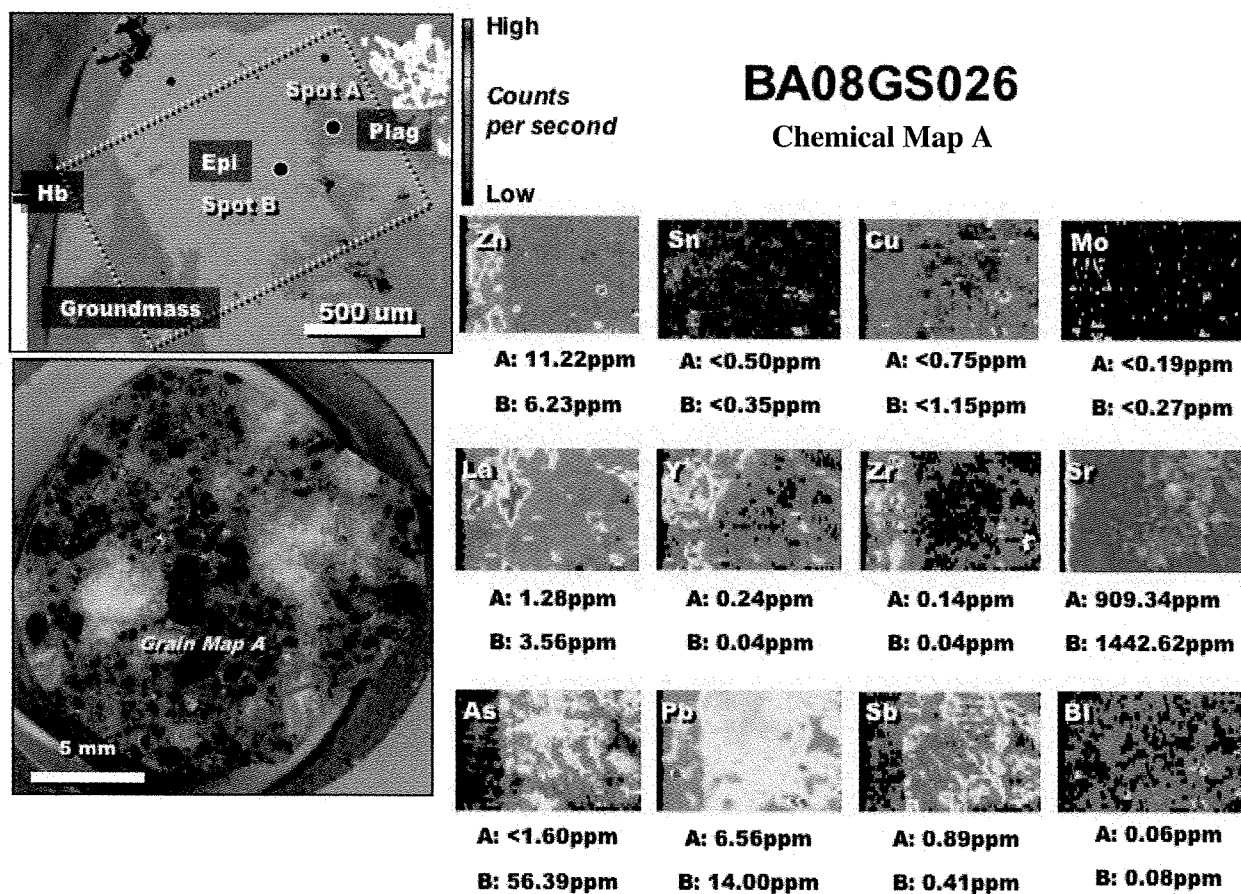 High
Counts
per second
Low
BA08GS026
Chemical Map A
Spot A
Plag
Epi
Hb
Spot B
Groundmass
500 um
Zn
A: 11.22ppm
B: 6.23ppm
Sn
A: <0.50ppm
B: <0.35ppm
Cu
A: <0.75ppm
B: <1.15ppm
Mo
A: <0.19ppm
B: <0.27ppm
Grain Map A
5 mm
La
A: 1.28ppm
B: 3.56ppm
Y
A: 0.24ppm
B: 0.04ppm
Zr
A: 0.14ppm
B: 0.04ppm
Sr
A: 909.34ppm
B: 1442.62ppm
As
A: <1.60ppm
B: 56.39ppm
Pb
A: 6.56ppm
B: 14.00ppm
Sb
A: 0.89ppm
B: 0.41ppm
Bi
A: 0.06ppm
B: 0.08ppm